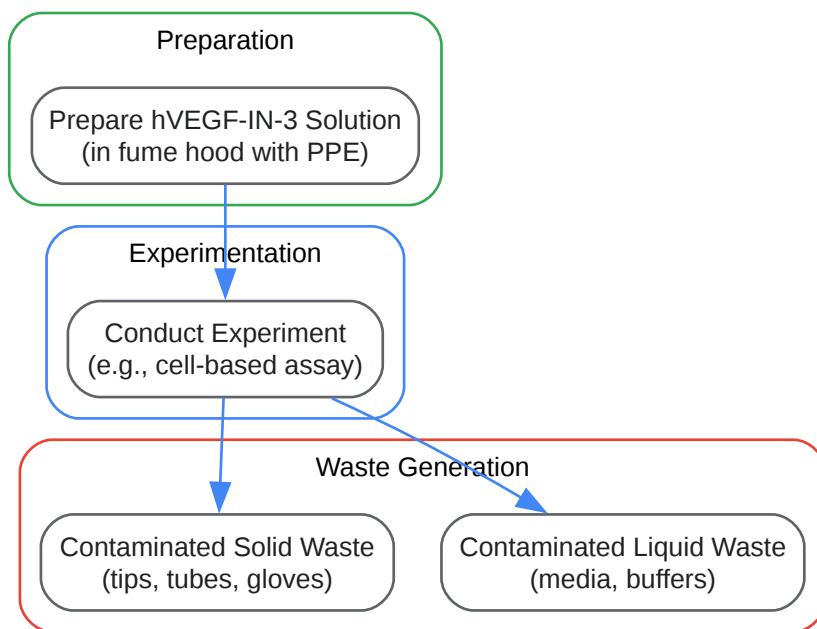 Preparation
Prepare hVEGF-IN-3 Solution
(in fume hood with PPE)
Experimentation
Conduct Experiment
(e.g., cell-based assay)
Waste Generation
Contaminated Solid Waste
(tips, tubes, gloves)
Contaminated Liquid Waste
(media, buffers)